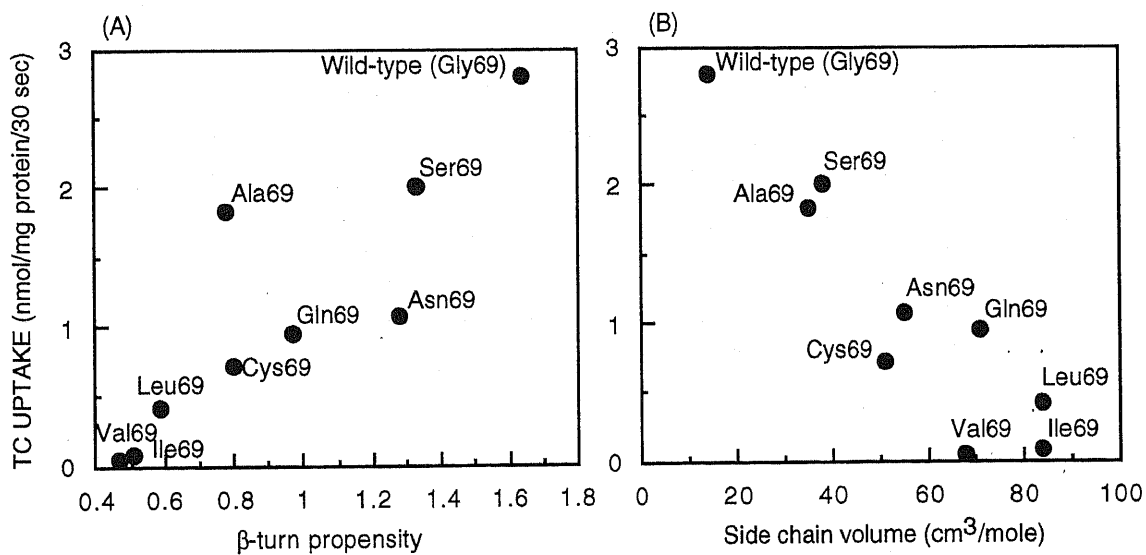 (A)
TC UPTAKE (nmol/mg protein/30 sec)
3
2
1
0
Wild-type (Gly69)
Ser69
Ala69
Asn69
Gln69
Cys69
Leu69
Val69
Ile69
0.4 0.6 0.8 1 1.2 1.4 1.6 1.8
β-turn propensity
(B)
3
2
1
0
Wild-type (Gly69)
Ser69
Ala69
Asn69
Gln69
Cys69
Leu69
Val69
Ile69
0 20 40 60 80 100
Side chain volume (cm3/mole)